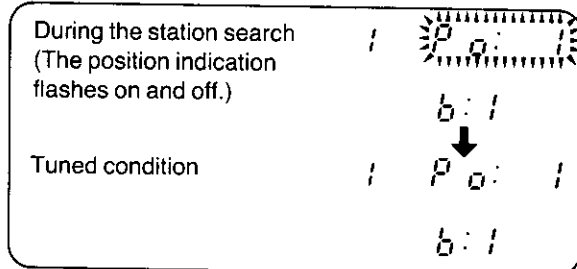 During the station search 1 Po: 1
(The position indication
flashes on and off.)
b:1
Tuned condition 1 Po: 1
b:1